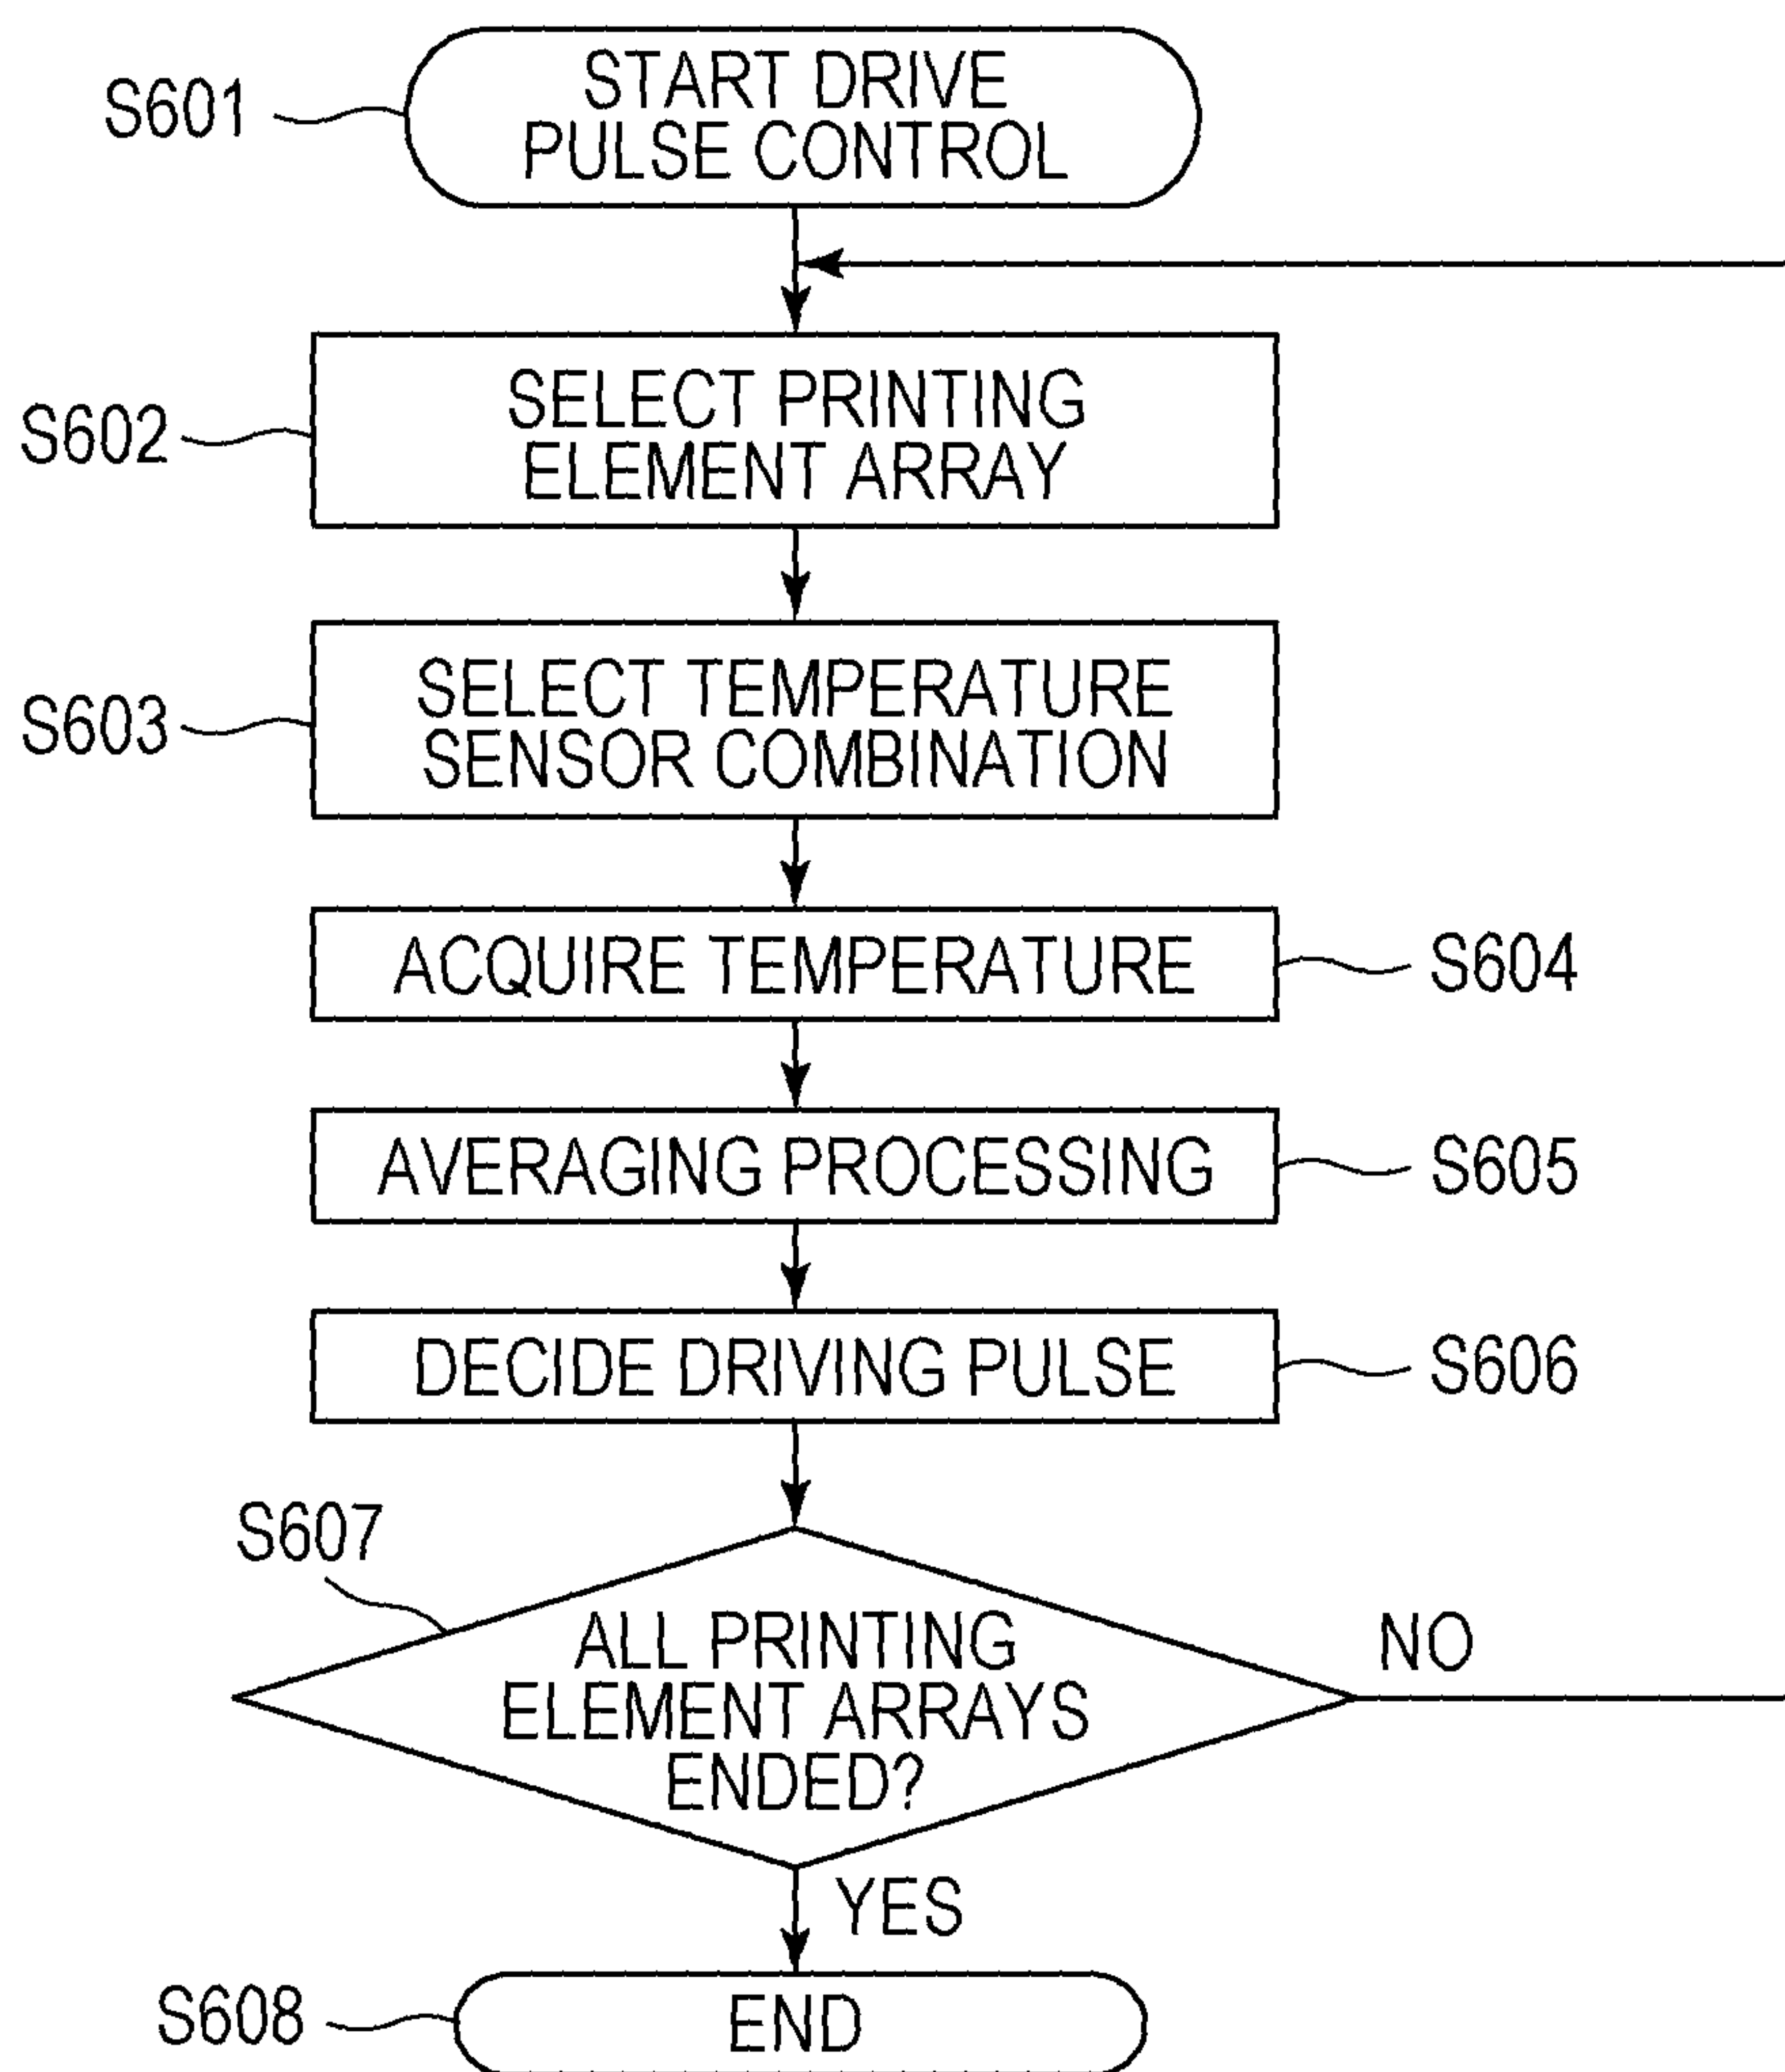 S601
START DRIVE
PULSE CONTROL
S602
SELECT PRINTING
ELEMENT ARRAY
S603
SELECT TEMPERATURE
SENSOR COMBINATION
ACQUIRE TEMPERATURE
S604
AVERAGING PROCESSING
S605
DECIDE DRIVING PULSE
S606
S607
ALL PRINTING
ELEMENT ARRAYS
ENDED?
NO
YES
S608
END